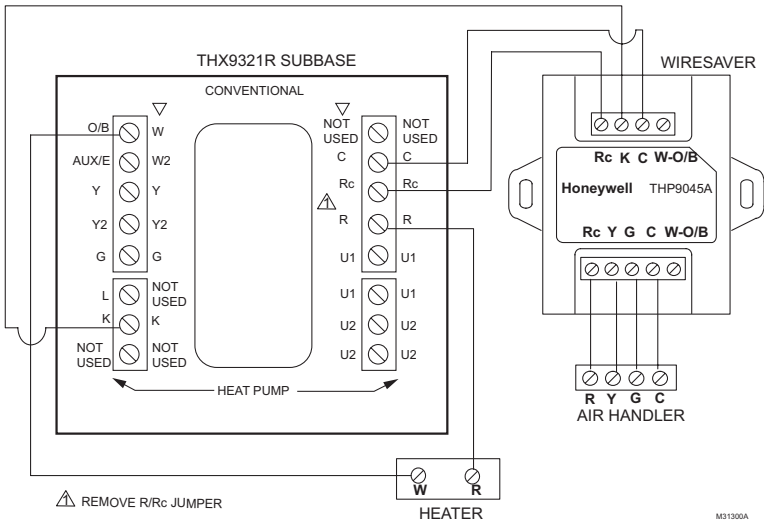 THX9321R SUBBASE
WIRESAVER
CONVENTIONAL
O/B W
AUX/E W2
Y Y
Y2 Y2
G G
L NOT USED
K K
NOT USED NOT USED
NOT USED NOT USED
C C
Rc Rc
1
R R
U1 U1
U1 U1
U2 U2
U2 U2
HEAT PUMP
Rc K C W-O/B
Honeywell THP9045A
Rc Y G C W-O/B
R Y G C
AIR HANDLER
W R
HEATER
1 REMOVE R/Rc JUMPER
M31300A